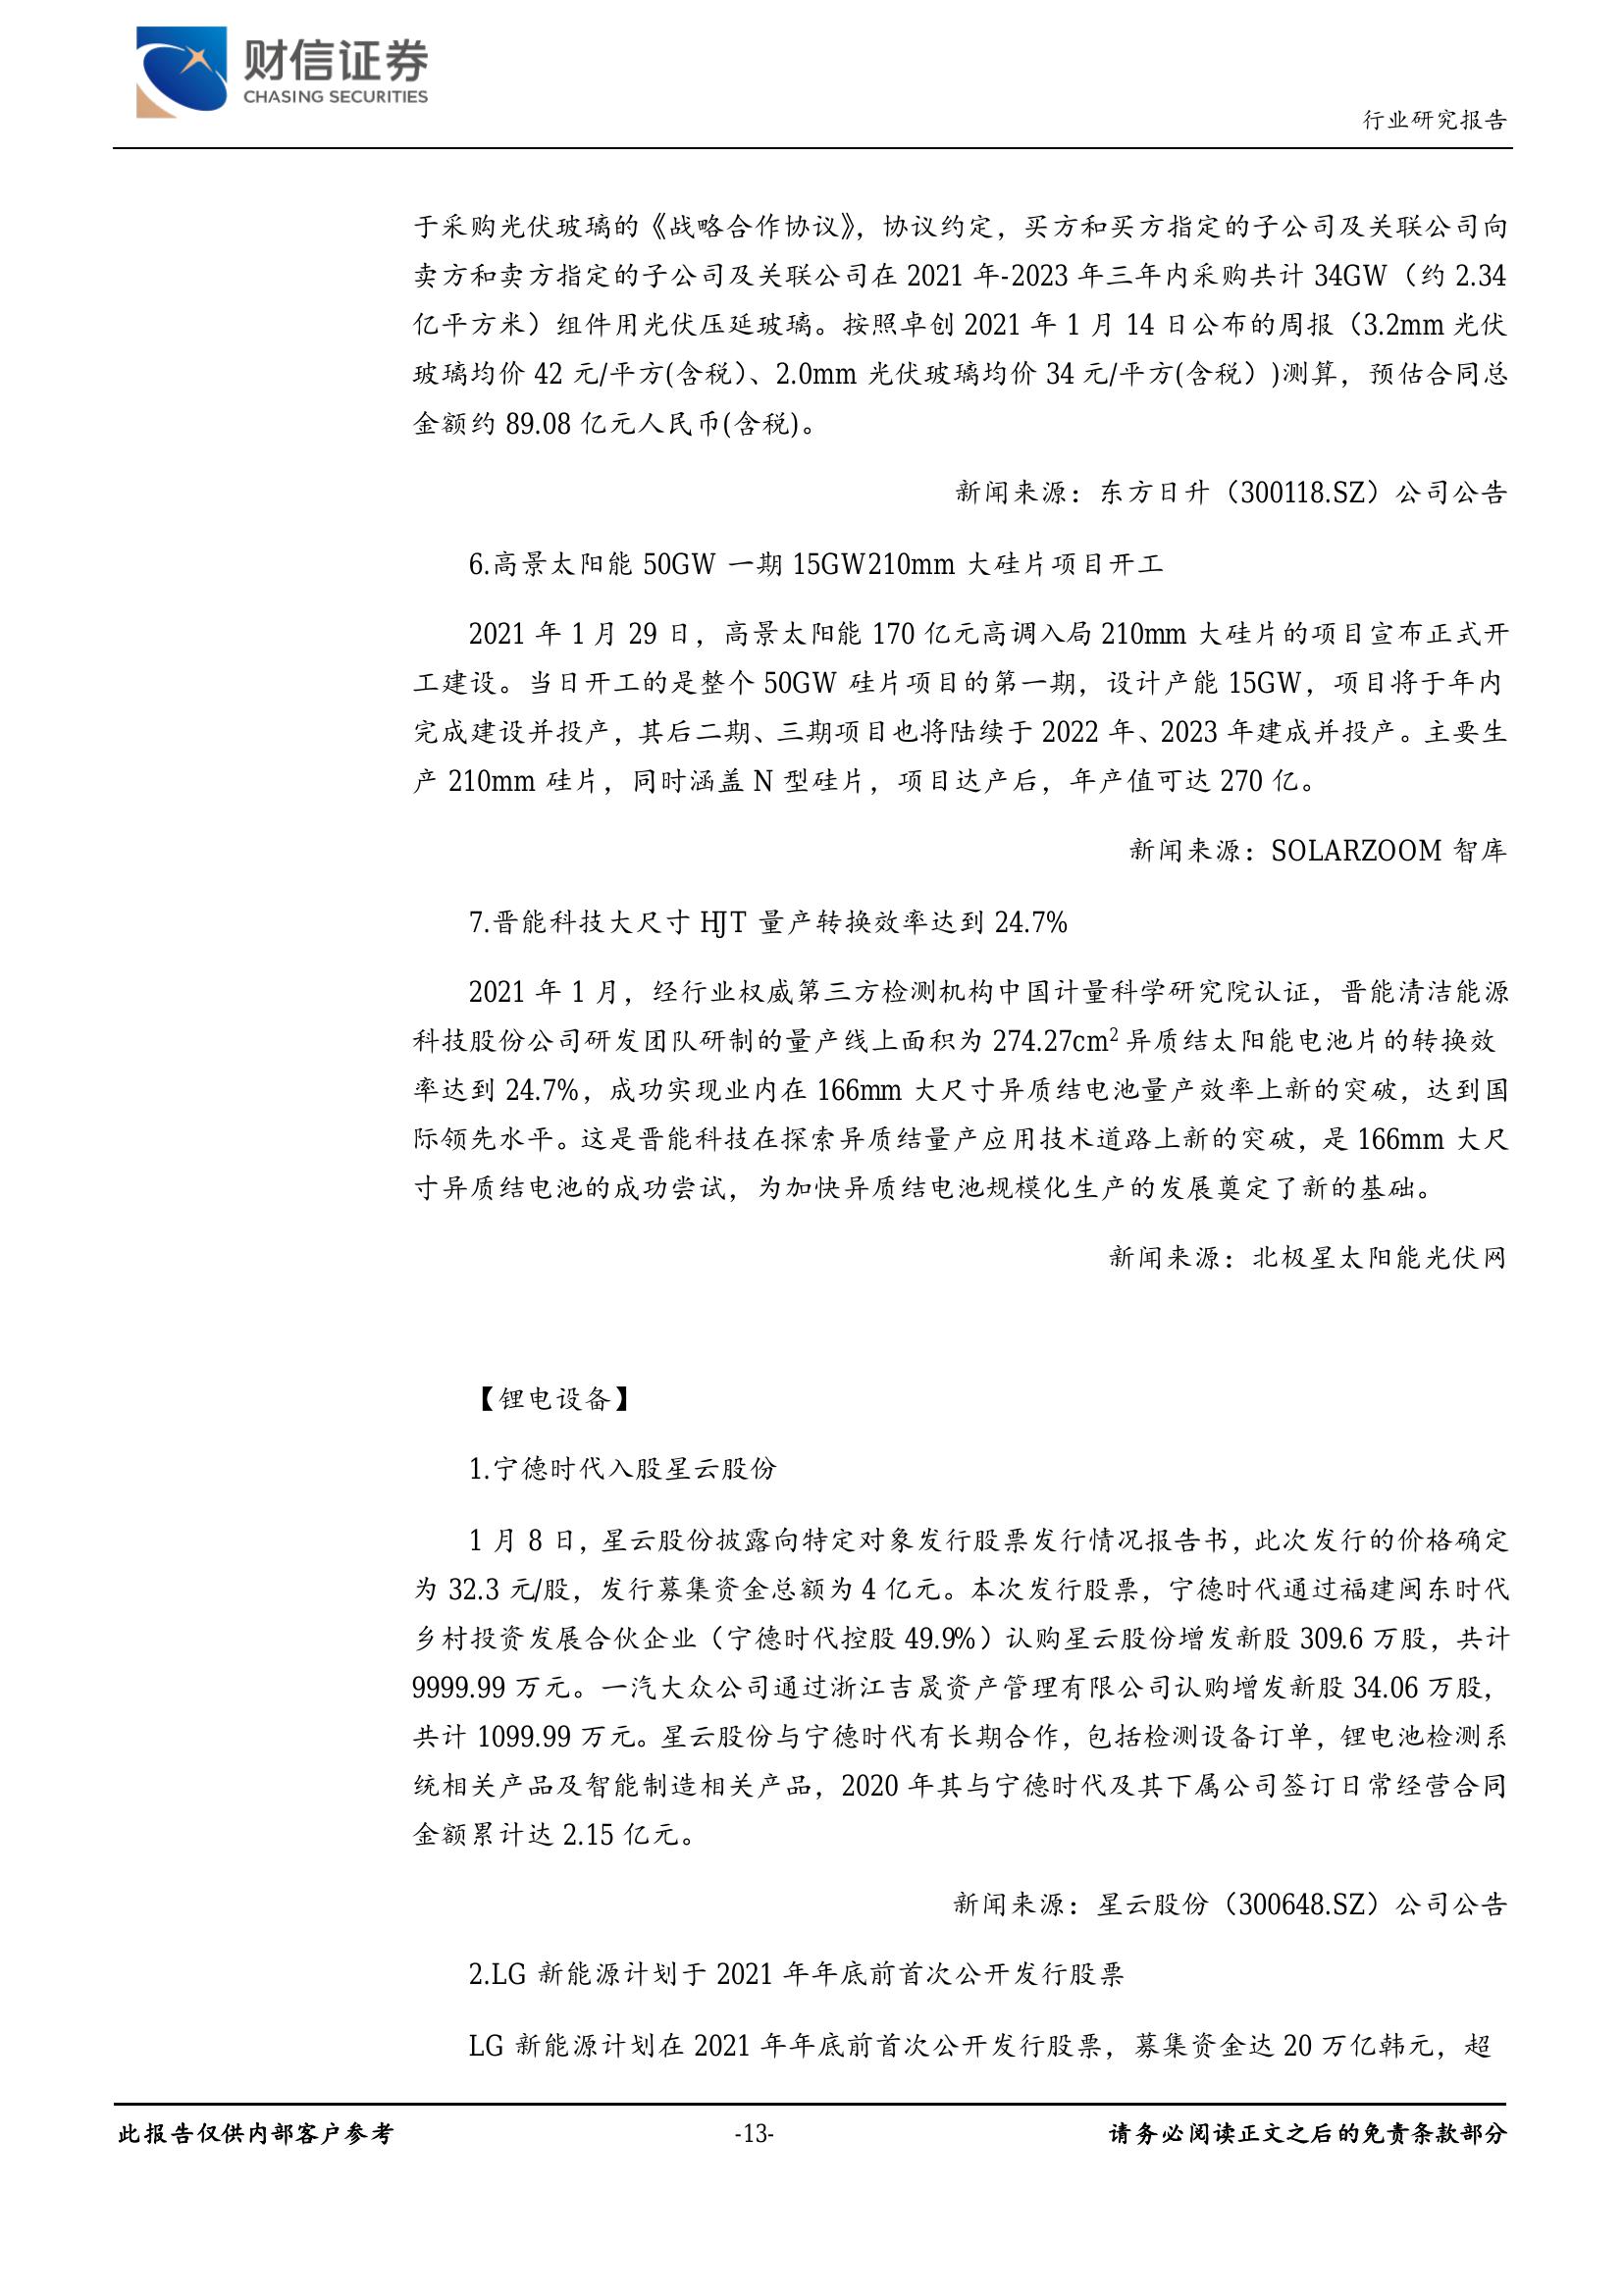 财信证券
CHASING SECURITIES
行业研究报告
于采购光伏玻璃的《战略合作协议》，协议约定，买方和买方指定的子公司及关联公司向
卖方和卖方指定的子公司及关联公司在 2021 年-2023 年三年内采购共计 34GW（约 2.34
亿平方米）组件用光伏压延玻璃。按照卓创 2021 年 1 月 14 日公布的周报（3.2mm 光伏
玻璃均价 42 元/平方(含税）、2.0mm 光伏玻璃均价 34 元/平方(含税）)测算，预估合同总
金额约 89.08 亿元人民币(含税)。
新闻来源：东方日升（300118.SZ）公司公告
6.高景太阳能 50GW 一期 15GW210mm 大硅片项目开工
2021 年 1 月 29 日，高景太阳能 170 亿元高调入局 210mm 大硅片的项目宣布正式开
工建设。当日开工的是整个 50GW 硅片项目的第一期，设计产能 15GW，项目将于年内
完成建设并投产，其后二期、三期项目也将陆续于 2022 年、2023 年建成并投产。主要生
产 210mm 硅片，同时涵盖 N 型硅片，项目达产后，年产值可达 270 亿。
新闻来源：SOLARZOOM 智库
7.晋能科技大尺寸 HJT 量产转换效率达到 24.7%
2021 年 1 月，经行业权威第三方检测机构中国计量科学研究院认证，晋能清洁能源
科技股份公司研发团队研制的量产线上面积为 274.27cm² 异质结太阳能电池片的转换效
率达到 24.7%，成功实现业内在 166mm 大尺寸异质结电池量产效率上新的突破，达到国
际领先水平。这是晋能科技在探索异质结量产应用技术道路上新的突破，是 166mm 大尺
寸异质结电池的成功尝试，为加快异质结电池规模化生产的发展奠定了新的基础。
新闻来源：北极星太阳能光伏网
【锂电设备】
1.宁德时代入股星云股份
1 月 8 日，星云股份披露向特定对象发行股票发行情况报告书，此次发行的价格确定
为 32.3 元/股，发行募集资金总额为 4 亿元。本次发行股票，宁德时代通过福建闽东时代
乡村投资发展合伙企业（宁德时代控股 49.9%）认购星云股份增发新股 309.6 万股，共计
9999.99 万元。一汽大众公司通过浙江吉晟资产管理有限公司认购增发新股 34.06 万股，
共计 1099.99 万元。星云股份与宁德时代有长期合作，包括检测设备订单，锂电池检测系
统相关产品及智能制造相关产品，2020 年其与宁德时代及其下属公司签订日常经营合同
金额累计达 2.15 亿元。
新闻来源：星云股份（300648.SZ）公司公告
2.LG 新能源计划于 2021 年年底前首次公开发行股票
LG 新能源计划在 2021 年年底前首次公开发行股票，募集资金达 20 万亿韩元，超
此报告仅供内部客户参考
-13-
请务必阅读正文之后的免责条款部分